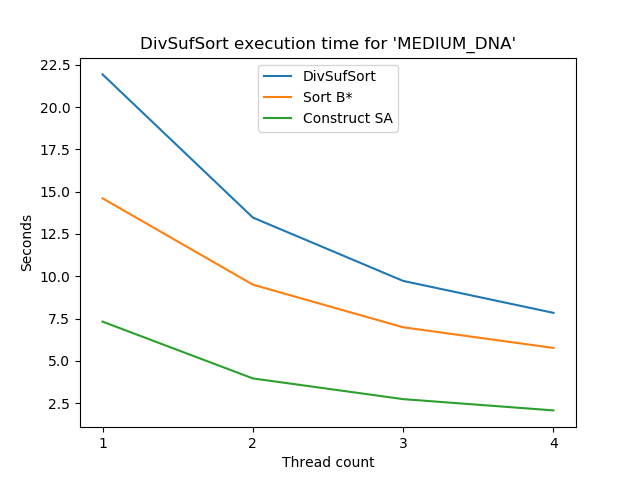 DivSufSort execution time for 'MEDIUM_DNA'
22.5
20.0
17.5
15.0
12.5
10.0
7.5
5.0
2.5
Seconds
DivSufSort
Sort B*
Construct SA
1 2 3 4
Thread count